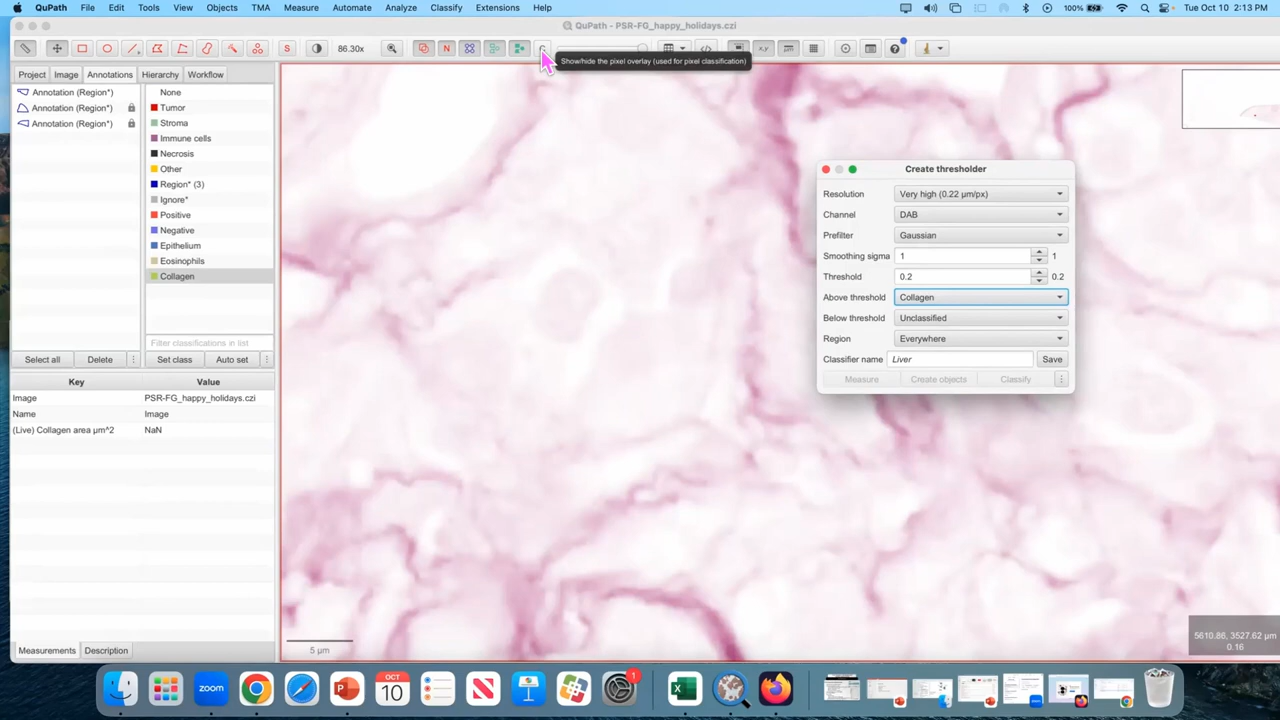 QuPath File Edit Tools View Objects TMA Measure Automate Analyze Classify Extensions Help 100% Tue Oct 10 2:13 PM
QuPath - PSR-FG_happy_holidays.czi
S 86.30x N C x,y
Show/hide the pixel overlay (used for pixel classification)
Project Image Annotations Hierarchy Workflow
Annotation (Region*)
Annotation (Region*)
Annotation (Region*)
None
Tumor
Stroma
Immune cells
Necrosis
Other
Region* (3)
Ignore*
Positive
Negative
Epithelium
Eosinophils
Collagen
Filter classifications in list
Select all Delete Set class Auto set
Key Value
Image PSR-FG_happy_holidays.czi
Name Image
(Live) Collagen area µm^2 NaN
Measurements Description
Create thresholder
Resolution Very high (0.22 µm/px)
Channel DAB
Prefilter Gaussian
Smoothing sigma 1 1
Threshold 0.2 0.2
Above threshold Collagen
Below threshold Unclassified
Region Everywhere
Classifier name Liver Save
Measure Create objects Classify
5 µm
5610.86, 3527.62 µm
0.16
zoom
OCT
10
1